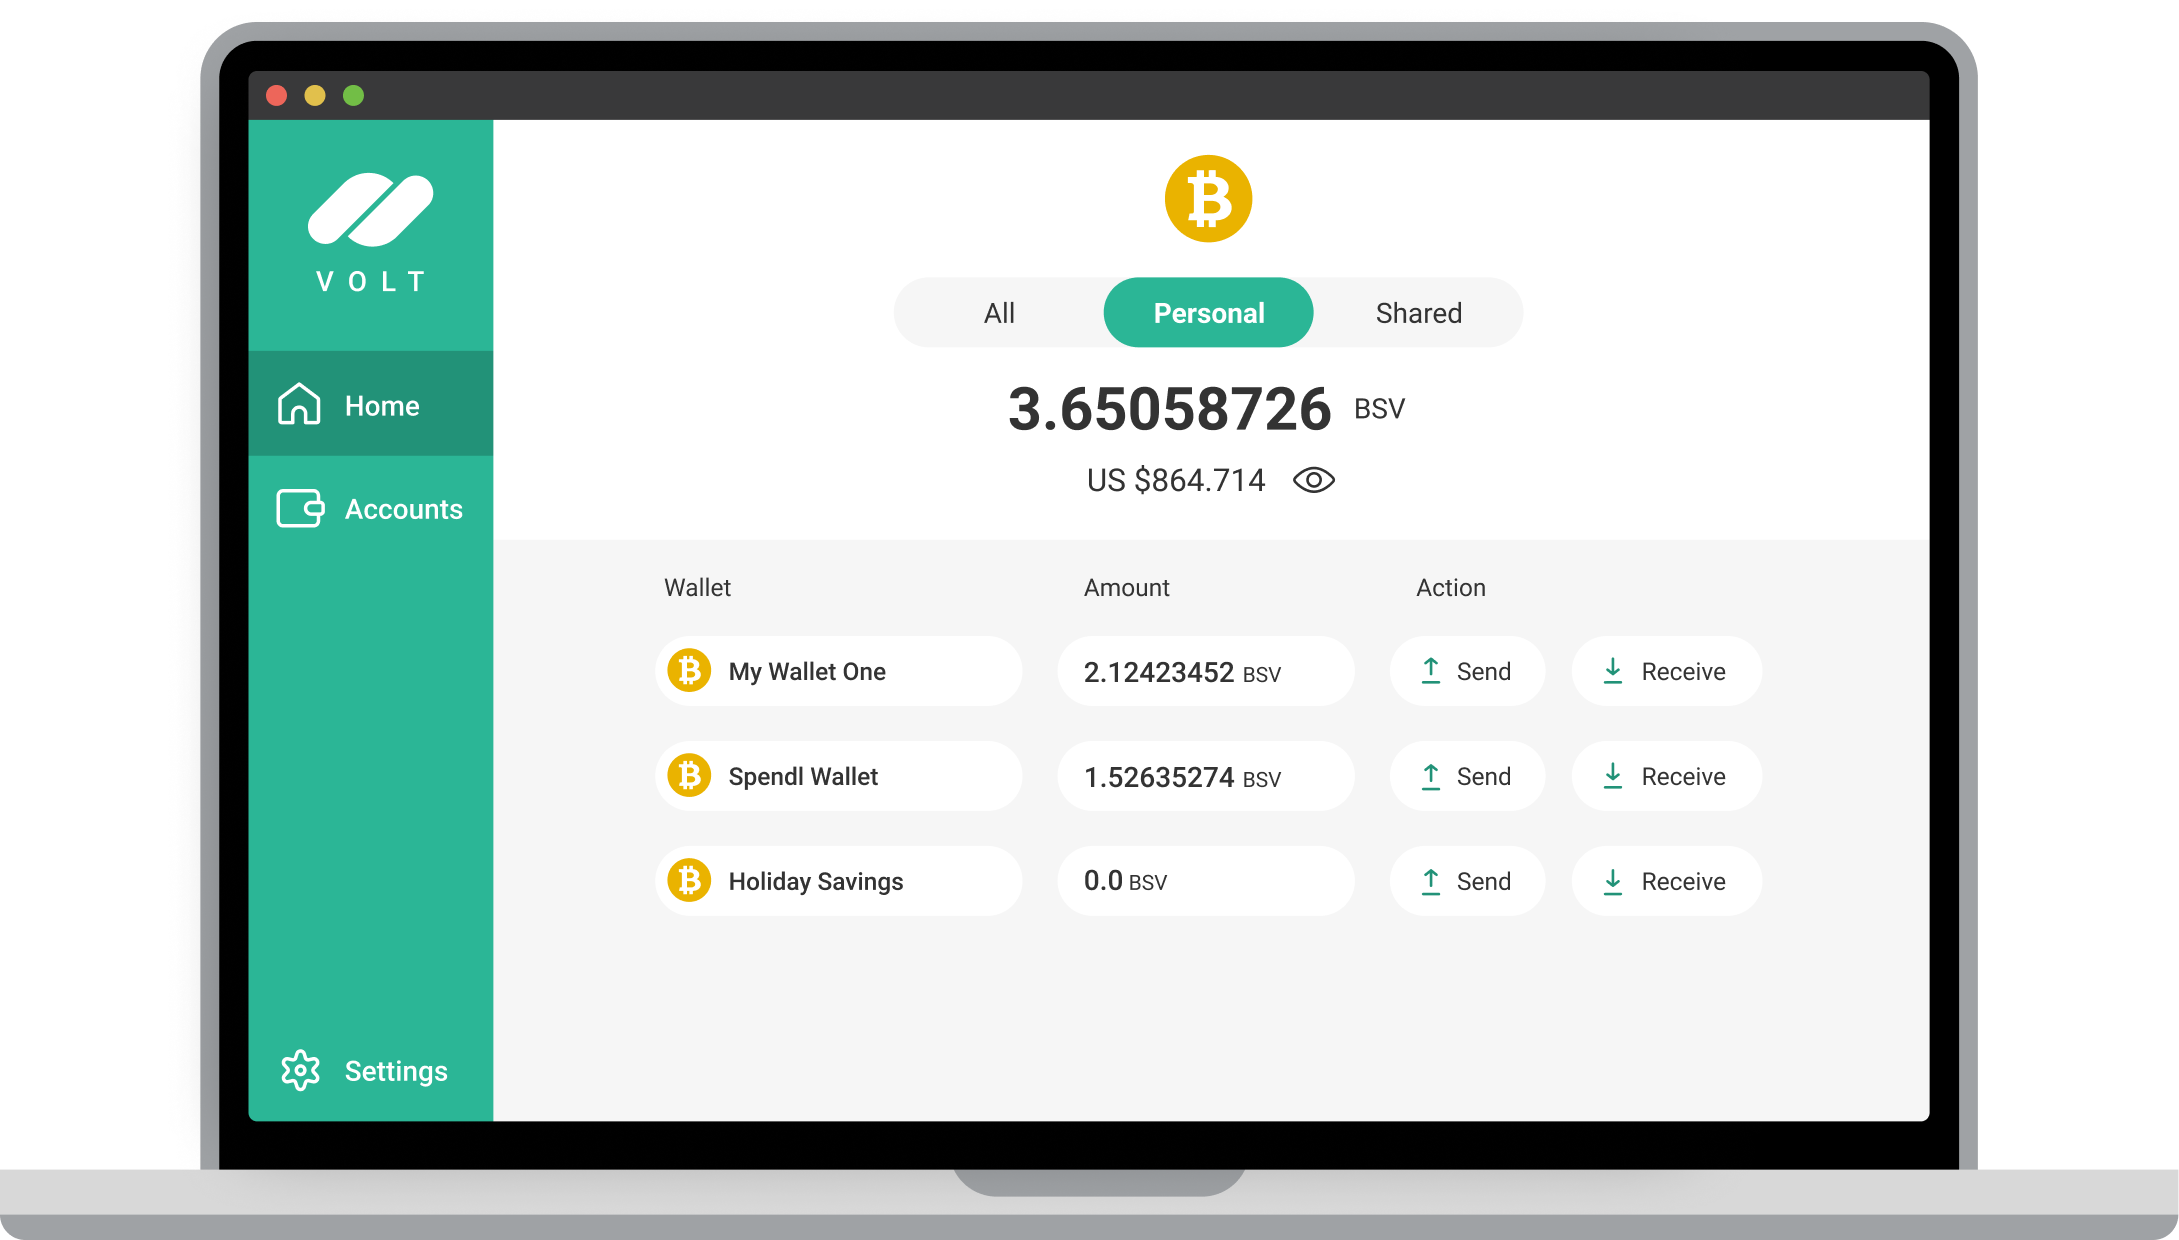 VOLT
Home
Accounts
Settings
All Personal Shared
3.65058726 BSV
US $864.714
Wallet Amount Action
My Wallet One 2.12423452 BSV Send Receive
Spendl Wallet 1.52635274 BSV Send Receive
Holiday Savings 0.0 BSV Send Receive